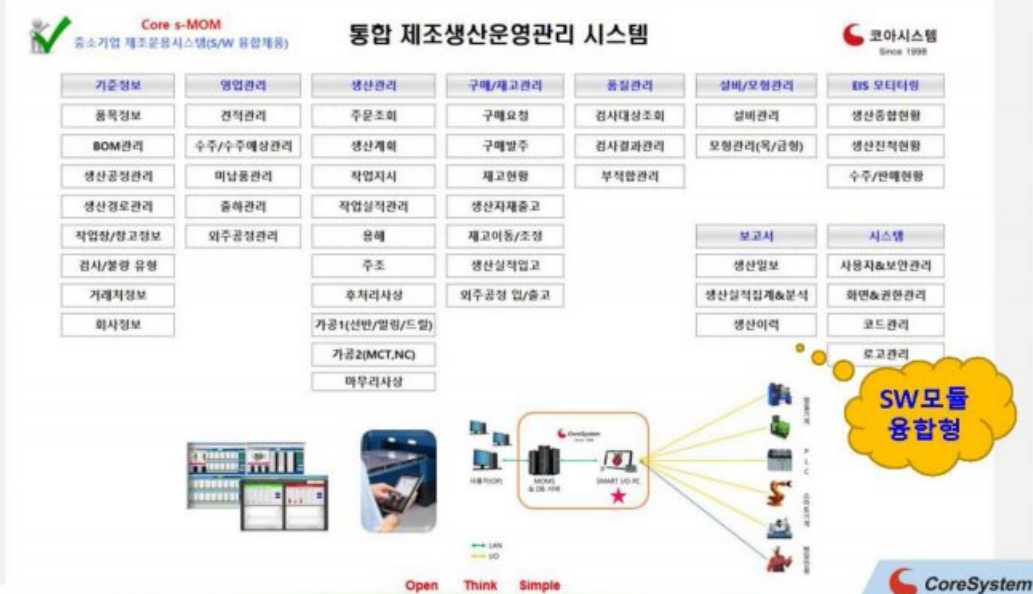 Core s-MOM
중소기업 제조운용시스템(S/W 융합제품)
통합 제조생산운영관리 시스템
코아시스템
Since 1998
기준정보
품목정보
BOM관리
생산공정관리
생산경로관리
작업장/창고정보
검사/불량 유형
거래처정보
회사정보
영업관리
견적관리
수주/수주예상관리
미납품관리
출하관리
외주공정관리
생산관리
주문조회
생산계획
작업지시
작업실적관리
용해
주조
후처리사상
가공1(선반/밀링/드릴)
가공2(MCT,NC)
마무리사상
구매/재고관리
구매요청
구매발주
재고현황
생산자재출고
재고이동/조정
생산실적입고
외주공정 입/출고
품질관리
검사대상조회
검사결과관리
부적합관리
설비/모형관리
설비관리
모형관리(목/금형)
EIS 모티터링
생산종합현황
생산진척현황
수주/판매현황
보고서
생산일보
생산실적집계&분석
생산이력
시스템
사용자&보안관리
화면&권한관리
코드관리
로고관리
SW모듈
융합형
CoreSystem
사용자(OP)
MOMS
& DB 서버
SMART I/O PC
PLC
LAN
I/O
Open Think Simple
CoreSystem